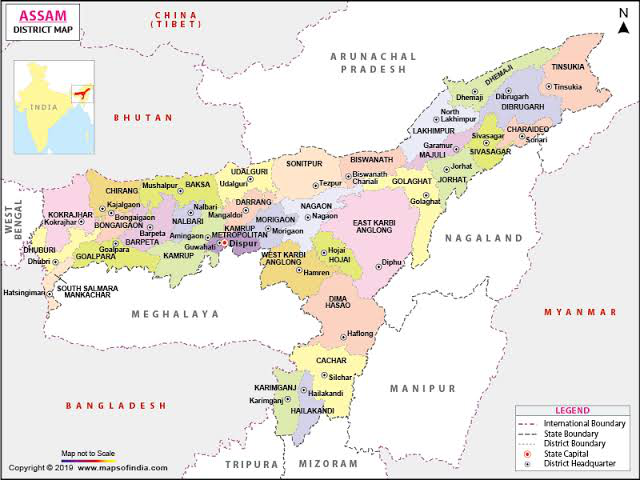 ASSAM
DISTRICT MAP
CHINA
(TIBET)
N
ARUNACHAL
PRADESH
INDIA
BHUTAN
TINSUKIA
Tinsukia
DHEMAJI
Dhemaji
Dibrugarh
DIBRUGARH
North
Lakhimpur
LAKHIMPUR
CHARAIDEO
Sonari
Sivasagar
SIVASAGAR
Garamur
MAJULI
Jorhat
JORHAT
BISWANATH
Biswanath
Chariali
SONITPUR
Tezpur
GOLAGHAT
Golaghat
UDALGURI
Udalguri
CHIRANG
Kajalgaon
Mushalpur
BAKSA
DARRANG
Mangaldoi
NAGAON
Nagaon
KOKRAJHAR
Kokrajhar
Bongaigaon
BONGAIGAON
Nalbari
NALBARI
Barpeta
BARPETA
MORIGAON
Morigaon
KAMRUP
METROPOLITAN
Amingaon
Guwahati
Dispur
KAMRUP
EAST KARBI
ANGLONG
Diphu
WEST
BENGAL
DHUBURI
Dhubri
Goalpara
GOALPARA
WEST KARBI
ANGLONG
Hamren
Hojai
HOJAI
NAGALAND
Hatsingimari
SOUTH SALMARA
MANKACHAR
MEGHALAYA
DIMA
HASAO
Haflong
MYANMAR
CACHAR
Silchar
KARIMGANJ
Karimganj
Hailakandi
HAILAKANDI
MANIPUR
BANGLADESH
TRIPURA
MIZORAM
LEGEND
International Boundary
State Boundary
District Boundary
State Capital
District Headquarter
Map not to Scale
Copyright © 2019 www.mapsofindia.com